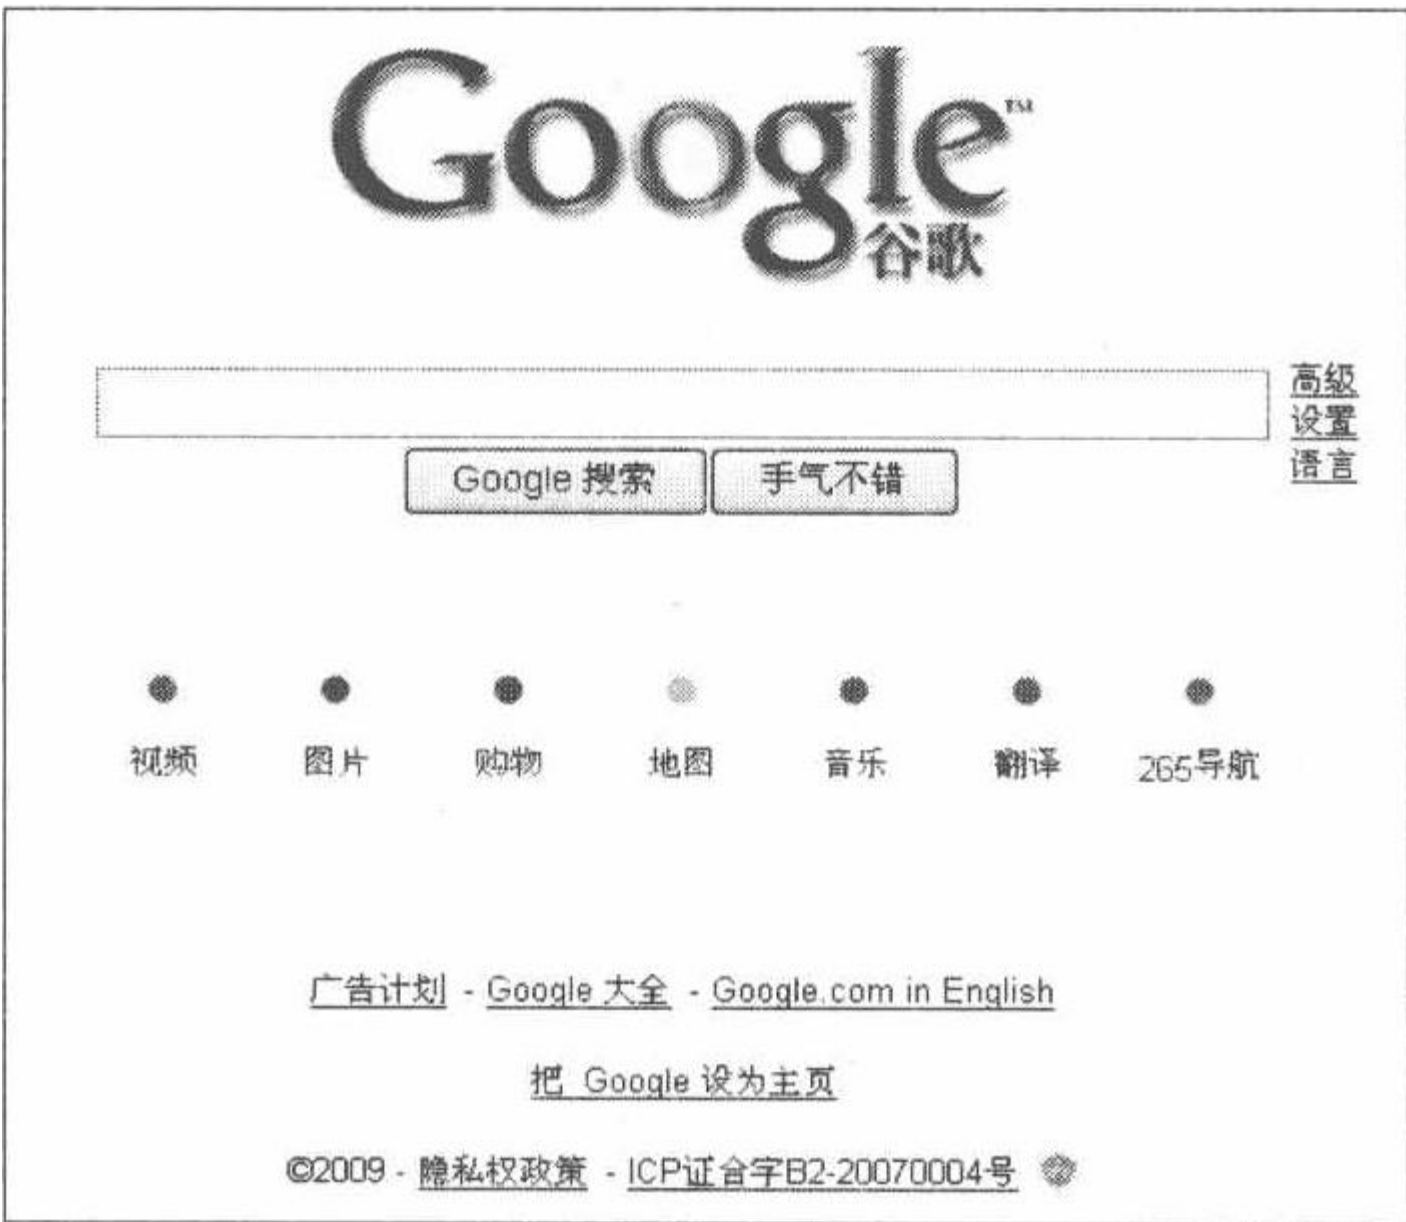 Google™
谷歌
高级
设置
语言
Google 搜索 手气不错
视频 图片 购物 地图 音乐 翻译 265导航
广告计划 - Google 大全 - Google.com in English
把 Google 设为主页
©2009 - 隐私权政策 - ICP证合字B2-20070004号